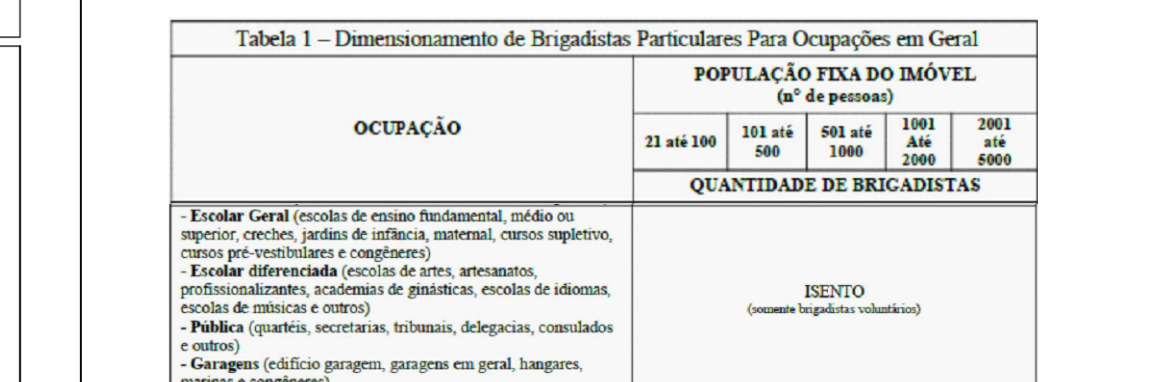 Tabela 1 – Dimensionamento de Brigadistas Particulares Para Ocupações em Geral
OCUPAÇÃO
POPULAÇÃO FIXA DO IMÓVEL
(nº de pessoas)
21 até 100
101 até
500
501 até
1000
1001
Até
2000
2001
até
5000
QUANTIDADE DE BRIGADISTAS
- Escolar Geral (escolas de ensino fundamental, médio ou
superior, creches, jardins de infância, maternal, cursos supletivo,
cursos pré-vestibulares e congêneres)
- Escolar diferenciada (escolas de artes, artesanatos,
profissionalizantes, academias de ginásticas, escolas de idiomas,
escolas de músicas e outros)
- Pública (quartéis, secretarias, tribunais, delegacias, consulados
e outros)
- Garagens (edifício garagem, garagens em geral, hangares,
marinas e congêneres)
ISENTO
(somente brigadistas voluntários)